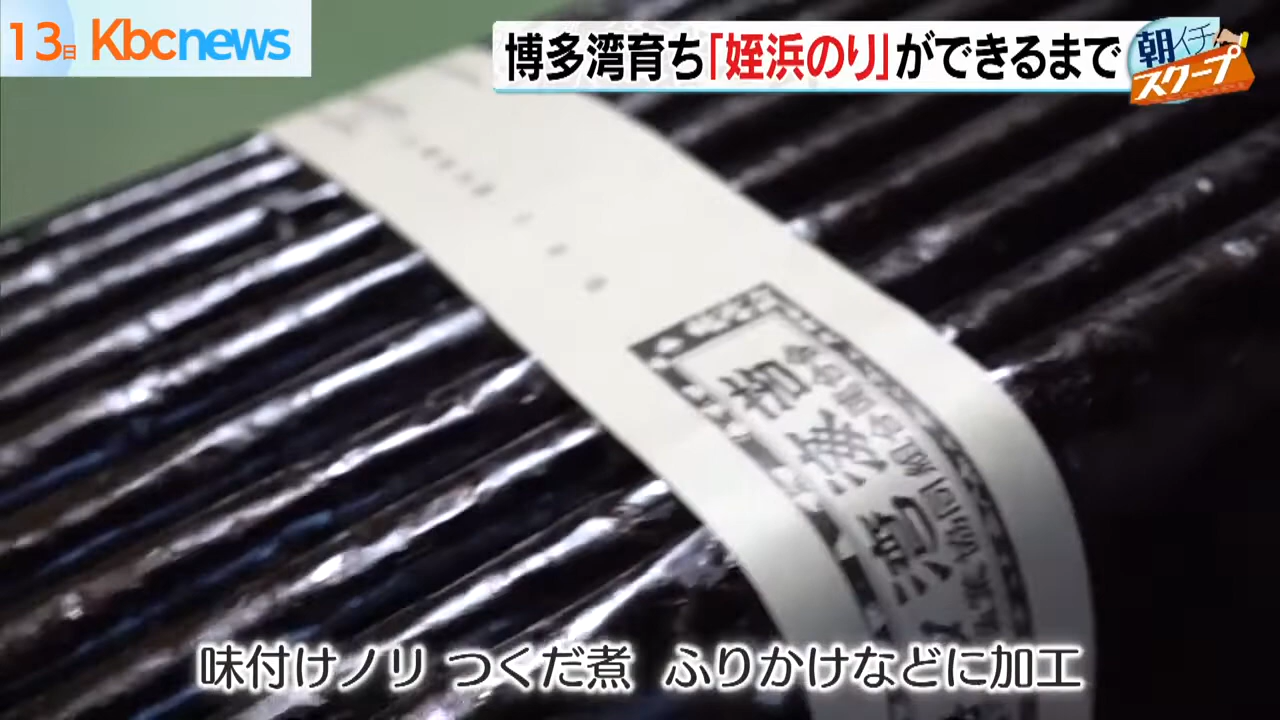 13日 Kbcnews
博多湾育ち「姪浜のり」ができるまで
朝イチスクープ
味付けノリ つくだ煮 ふりかけなどに加工